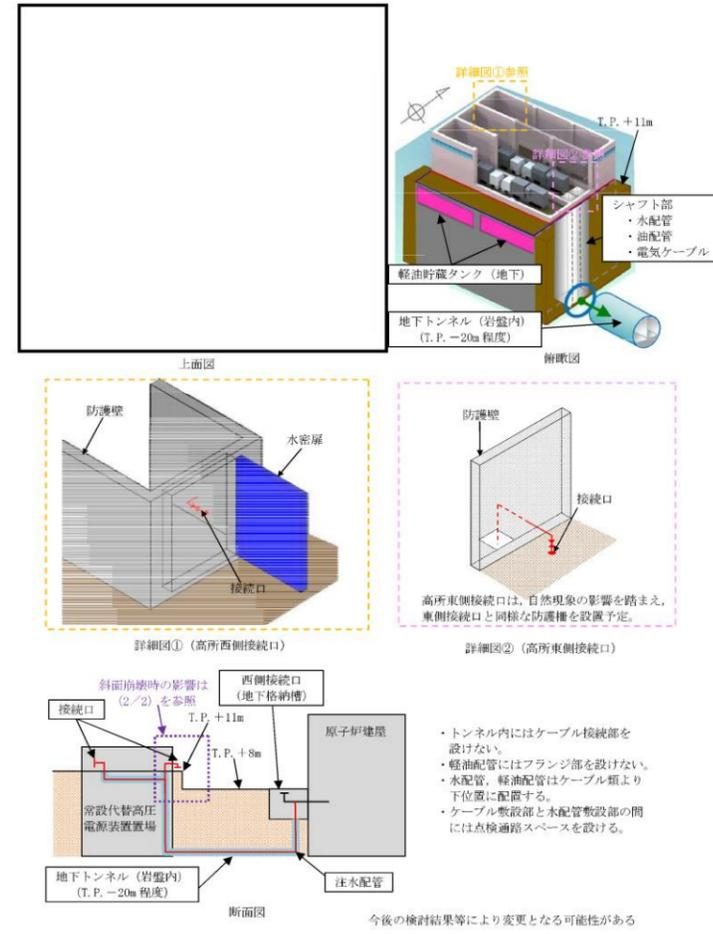 詳細図①参照
T.P.＋11m
詳細図②参照
シャフト部
・水配管
・油配管
・電気ケーブル
軽油貯蔵タンク（地下）
地下トンネル（岩盤内）
(T.P.－20m 程度)
上面図
俯瞰図
防護壁
水密扉
接続口
詳細図①（高所西側接続口）
防護壁
接続口
高所東側接続口は，自然現象の影響を踏まえ，
東側接続口と同様な防護柵を設置予定。
詳細図②（高所東側接続口）
斜面崩壊時の影響は
(2／2) を参照
接続口
T.P.＋11m
西側接続口
（地下格納槽）
T.P.＋8m
原子炉建屋
常設代替高圧
電源装置置場
地下トンネル（岩盤内）
(T.P.－20m 程度)
注水配管
断面図
・トンネル内にはケーブル接続部を
設けない。
・軽油配管にはフランジ部を設けない。
・水配管，軽油配管はケーブル類より
下位置に配置する。
・ケーブル敷設部と水配管敷設部の間
には点検通路スペースを設ける。
今後の検討結果等により変更となる可能性がある